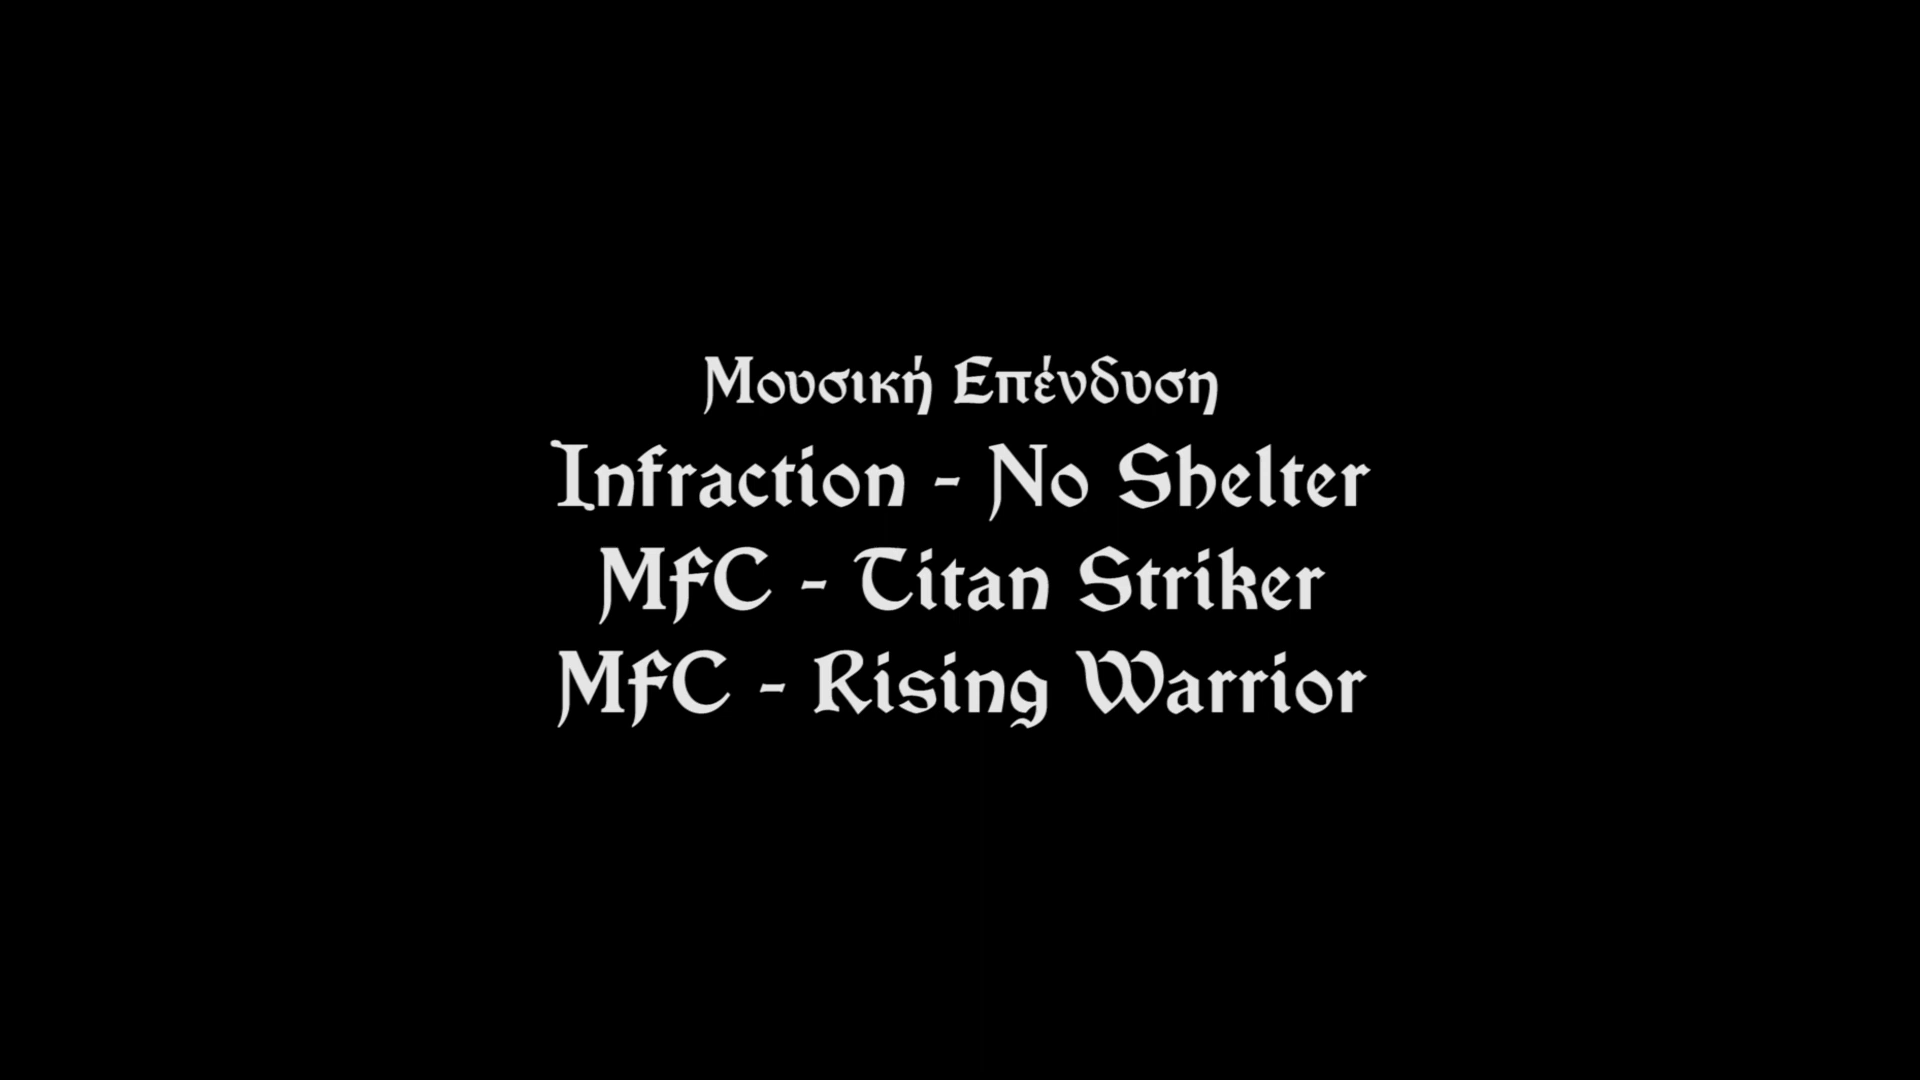 Μουσική Επένδυση
Infraction - No Shelter
MFC - Titan Striker
MFC - Rising Warrior